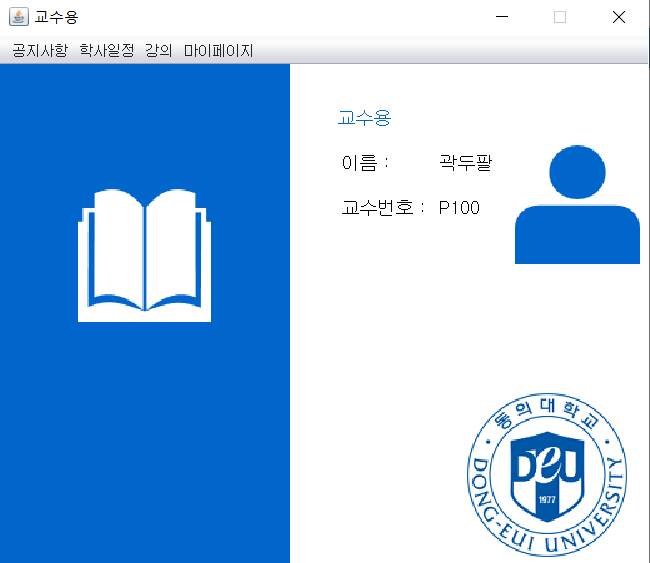 교수용
공지사항 학사일정 강의 마이페이지
교수용
이름 : 곽두팔
교수번호 : P100
동의대학교
DEU
1977
DONG-EUI UNIVERSITY